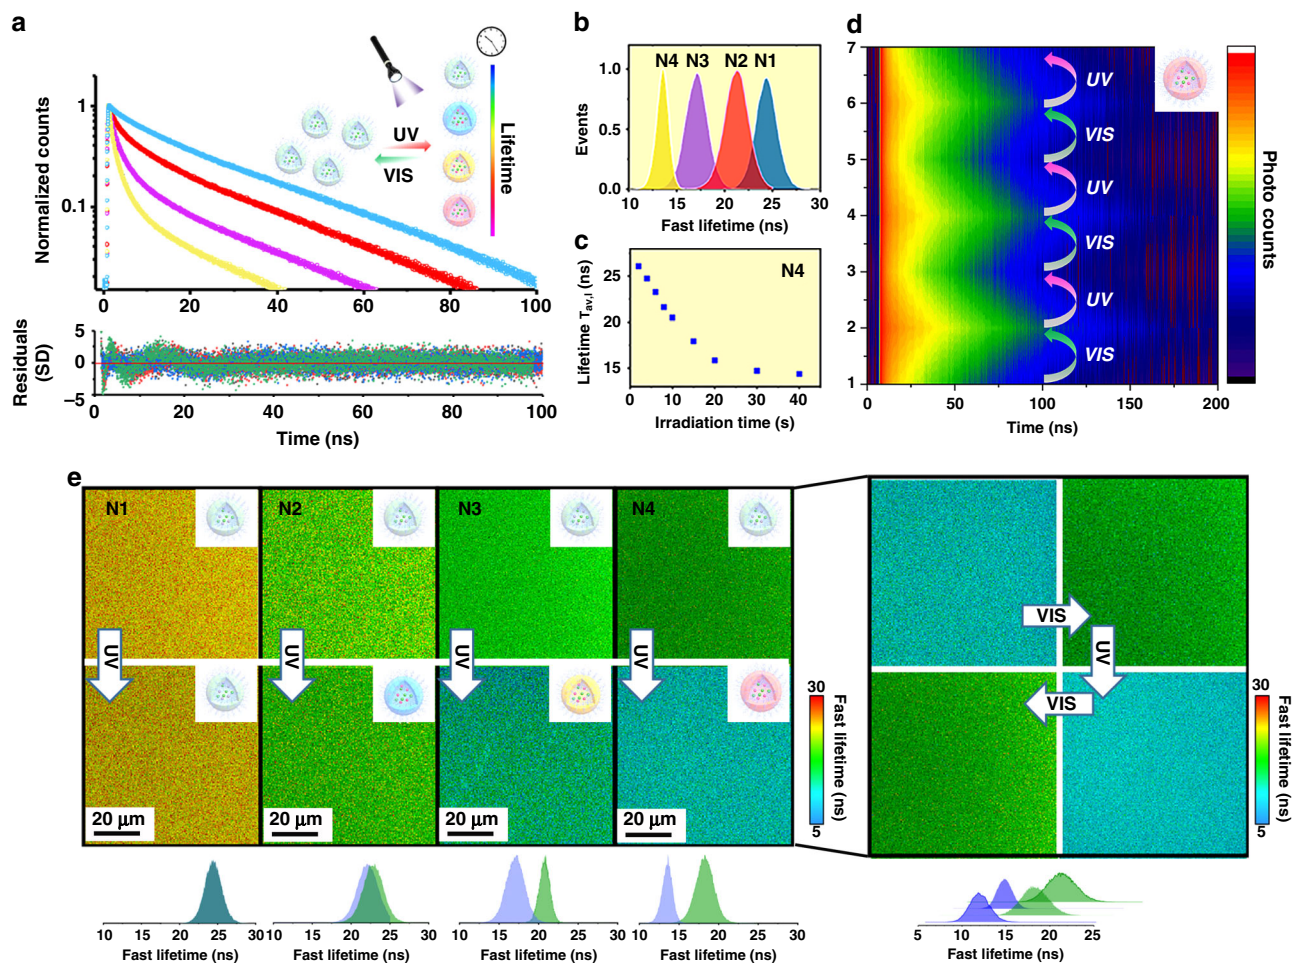 a
Normalized counts
1
0.1
0 20 40 60 80 100
UV
VIS
Lifetime
Residuals
(SD)
5
0
−5
0 20 40 60 80 100
Time (ns)
b
Events
1.0
0.5
0.0
N4 N3 N2 N1
10 15 20 25 30
Fast lifetime (ns)
c
N4
Lifetime Tav,I (ns)
25
20
15
0 10 20 30 40
Irradiation time (s)
d
7
6
5
4
3
2
1
UV
VIS
UV
VIS
UV
VIS
0 50 100 150 200
Time (ns)
Photo counts
e
N1 N2 N3 N4
UV UV UV UV
20 µm 20 µm 20 µm 20 µm
30
5
Fast lifetime (ns)
VIS
UV
VIS
30
5
Fast lifetime (ns)
10 15 20 25 30
Fast lifetime (ns)
10 15 20 25 30
Fast lifetime (ns)
10 15 20 25 30
Fast lifetime (ns)
10 15 20 25 30
Fast lifetime (ns)
5 10 15 20 25
Fast lifetime (ns)